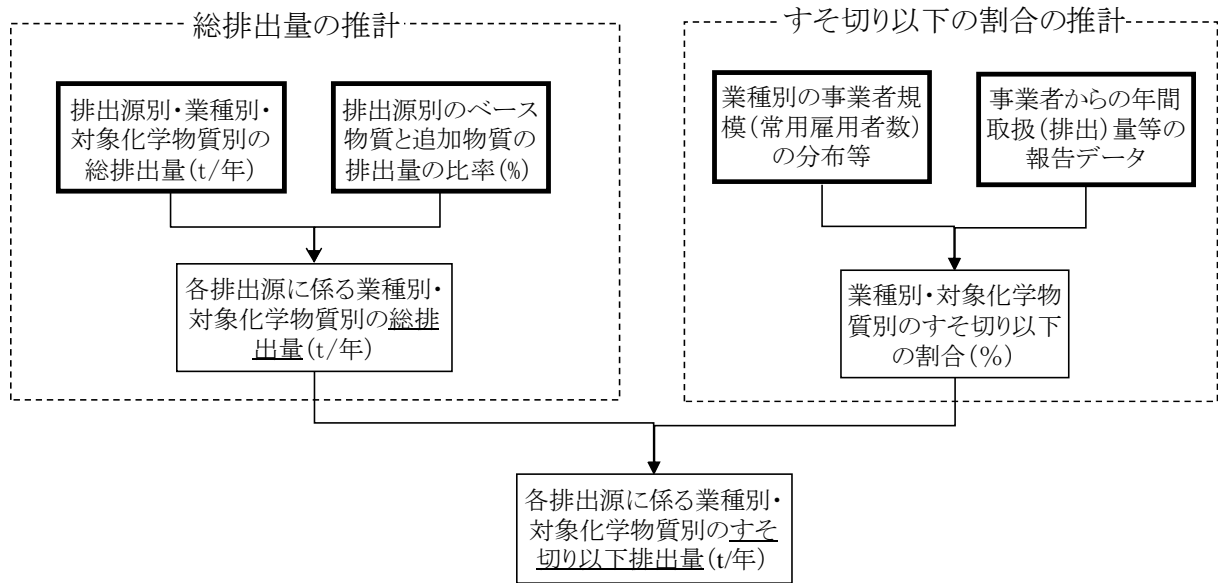 総排出量の推計
排出源別・業種別・
対象化学物質別の
総排出量(t/年)
排出源別のベース
物質と追加物質の
排出量の比率(%)
各排出源に係る業種別・
対象化学物質別の総排
出量(t/年)
すそ切り以下の割合の推計
業種別の事業者規
模(常用雇用者数)
の分布等
事業者からの年間
取扱(排出)量等の
報告データ
業種別・対象化学物
質別のすそ切り以下
の割合(%)
各排出源に係る業種別・
対象化学物質別のすそ
切り以下排出量(t/年)